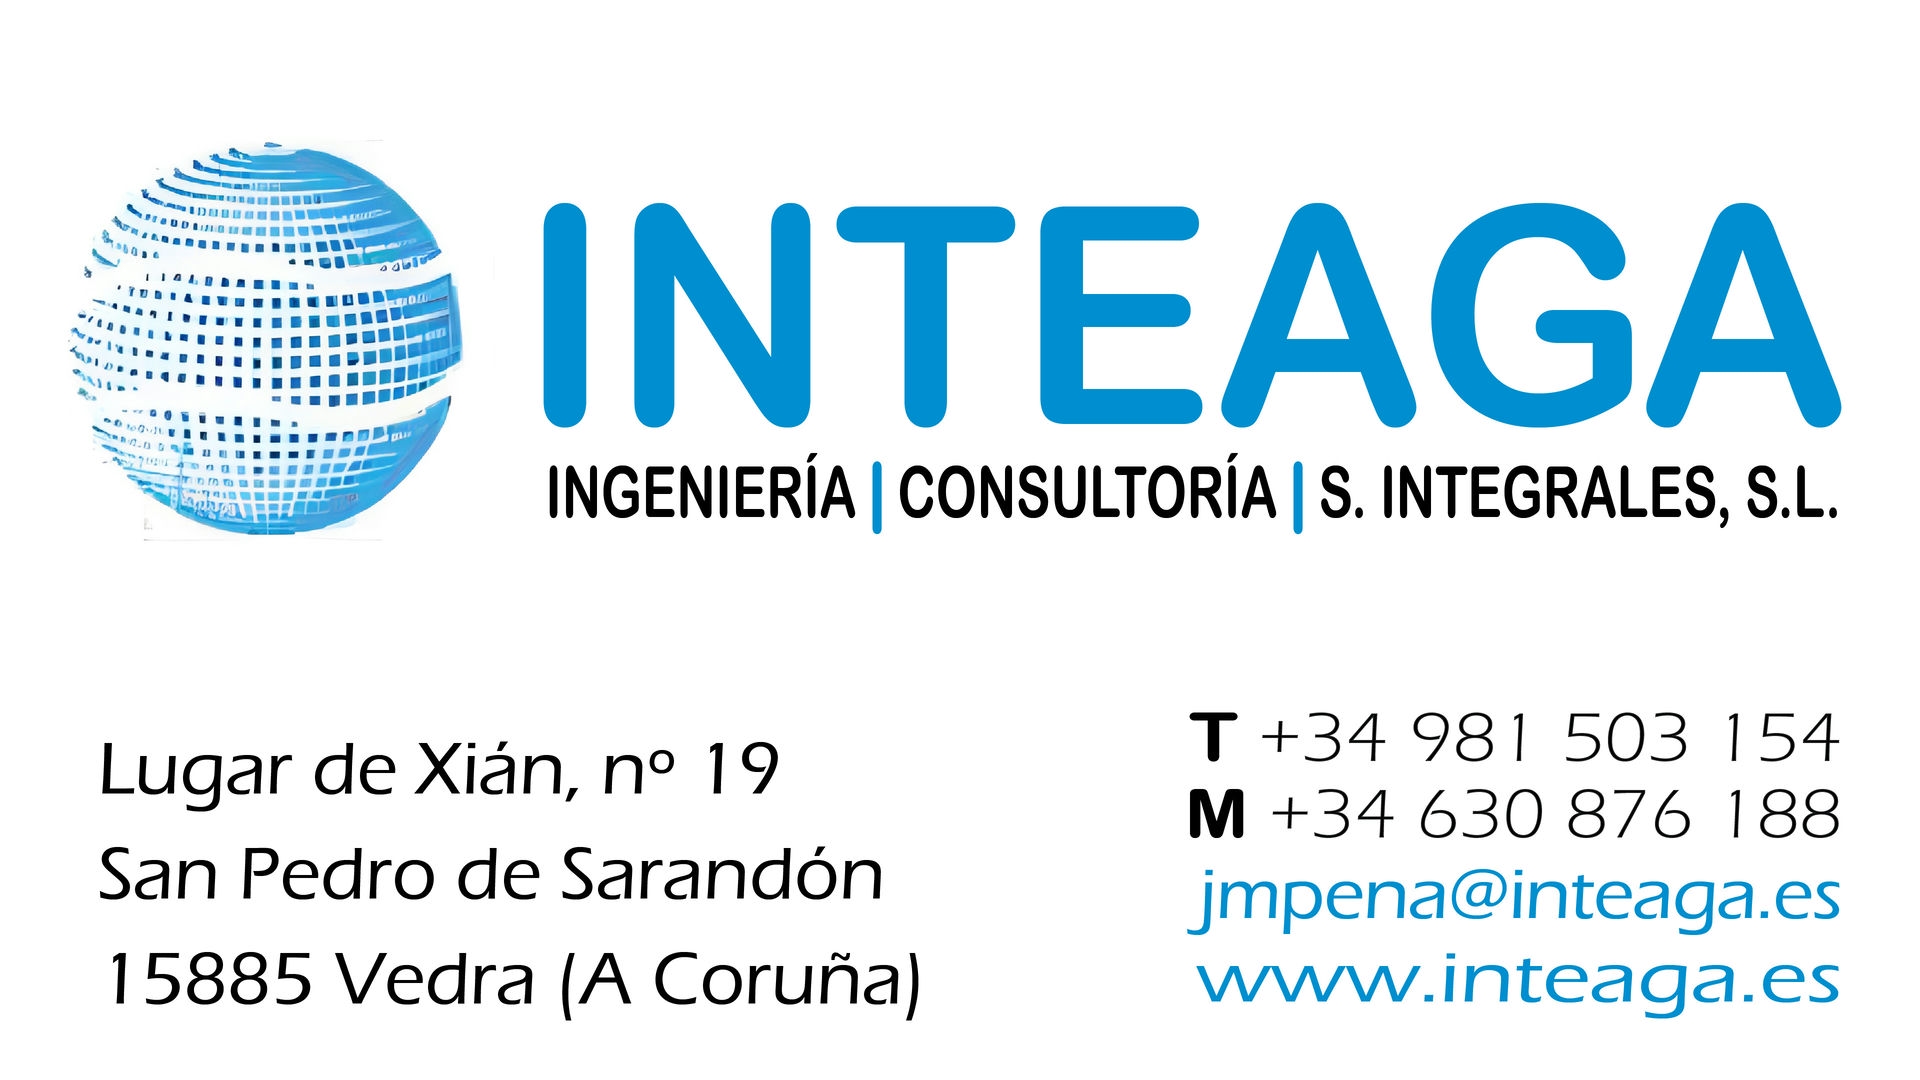 INTEAGA
INGENIERÍA | CONSULTORÍA | S. INTEGRALES, S.L.
Lugar de Xián, nº 19
San Pedro de Sarandón
15885 Vedra (A Coruña)
T +34 981 503 154
M +34 630 876 188
jmpena@inteaga.es
www.inteaga.es